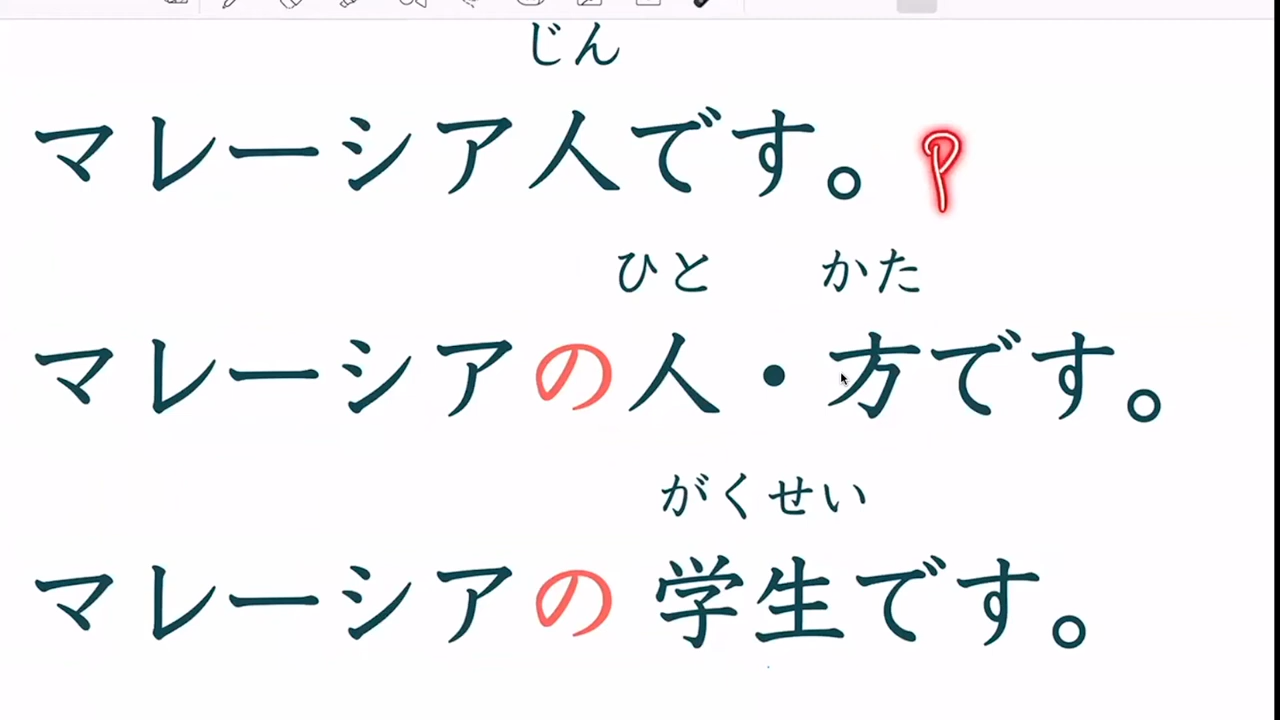 じん
マレーシア人です。
ひと かた
マレーシアの人・方です。
がくせい
マレーシアの 学生です。